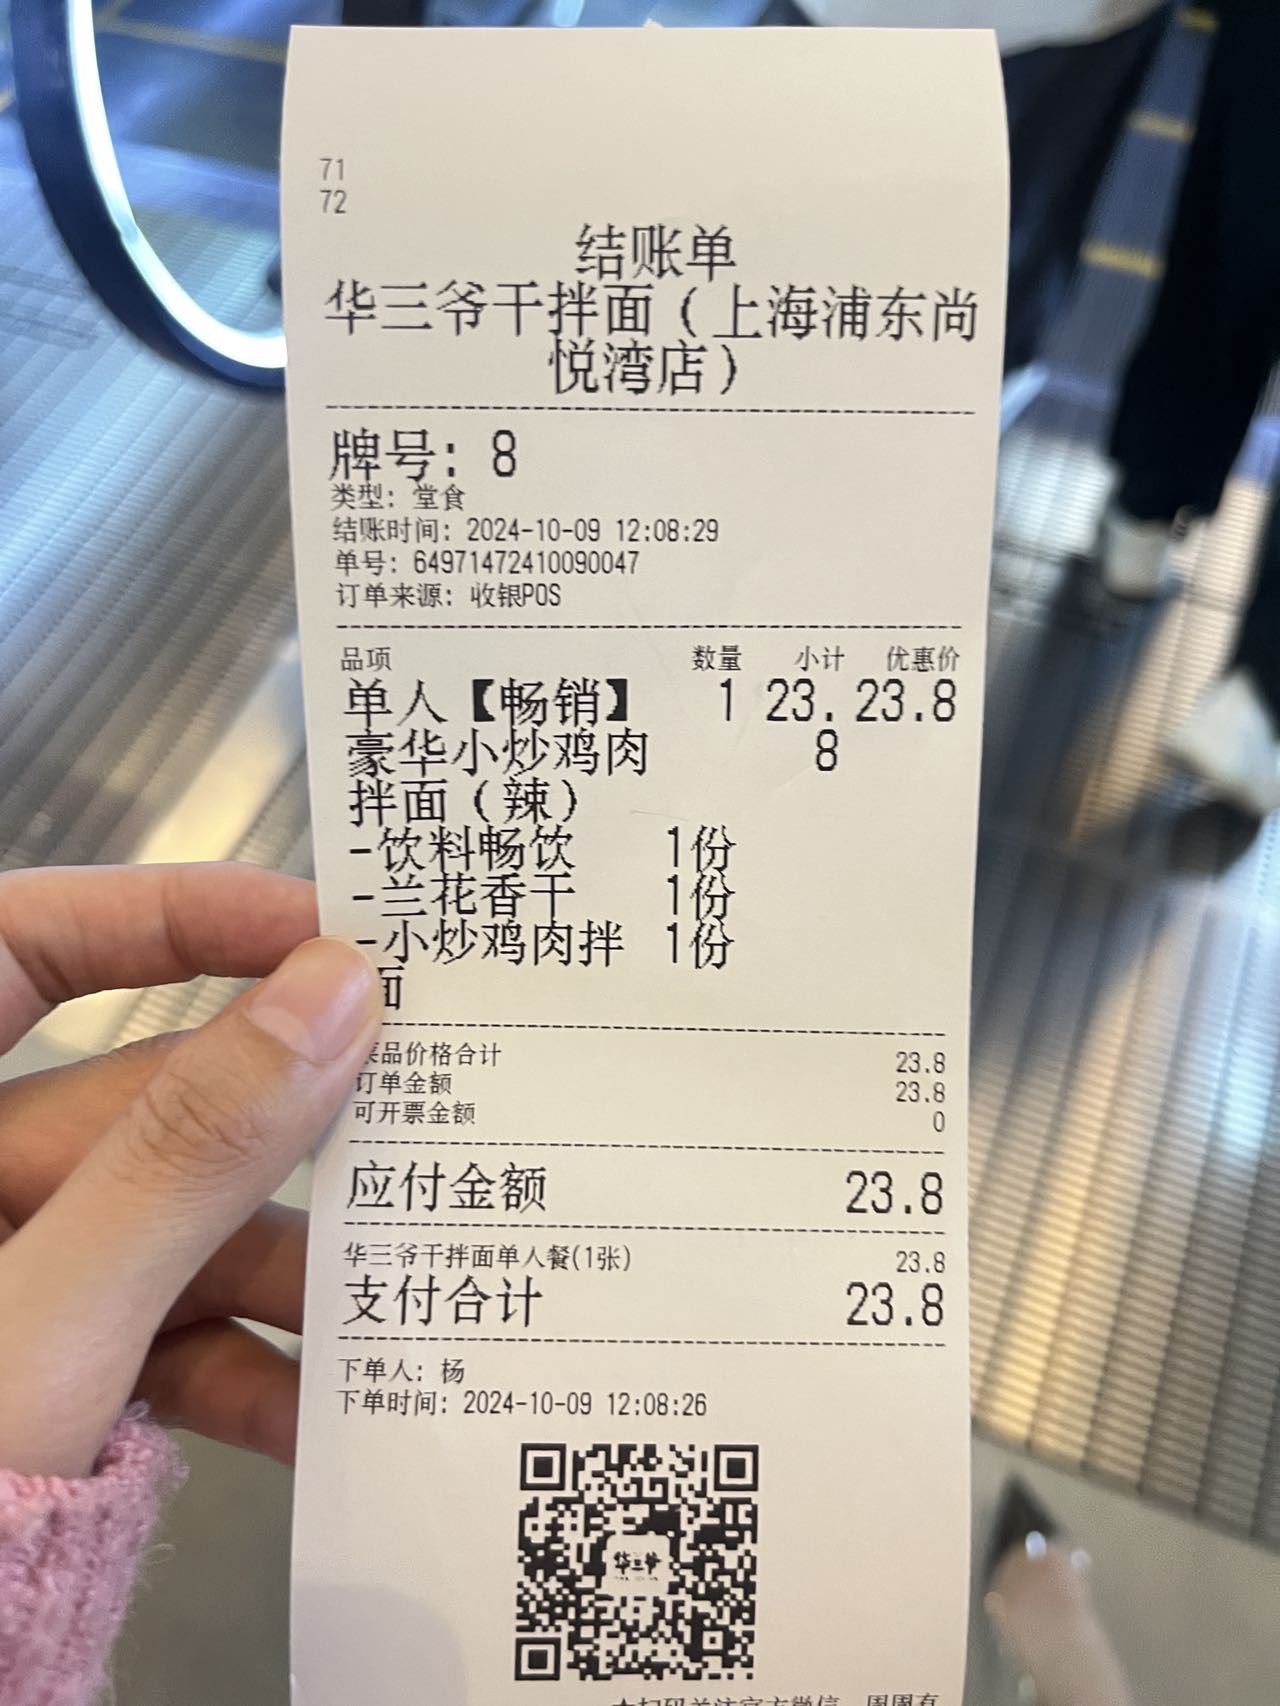 71
72
结账单
华三爷干拌面（上海浦东尚
悦湾店）
牌号：8
类型：堂食
结账时间：2024-10-09 12:08:29
单号：64971472410090047
订单来源：收银POS
品项 数量 小计 优惠价
单人【畅销】 1 23. 23.8
豪华小炒鸡肉 8
拌面（辣）
-饮料畅饮 1份
-兰花香干 1份
-小炒鸡肉拌 1份
面
菜品价格合计 23.8
订单金额 23.8
可开票金额 0
应付金额 23.8
华三爷干拌面单人餐(1张) 23.8
支付合计 23.8
下单人：杨
下单时间：2024-10-09 12:08:26
华三爷